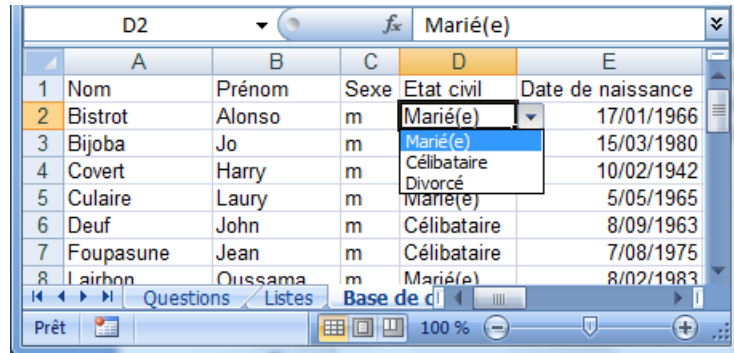 D2 fx Marié(e)
A B C D E
1 Nom Prénom Sexe Etat civil Date de naissance
2 Bistrot Alonso m Marié(e) 17/01/1966
3 Bijoba Jo m Marié(e) 15/03/1980
4 Covert Harry m Célibataire 10/02/1942
Divorcé
5 Culaire Laury m Marié(e) 5/05/1965
6 Deuf John m Célibataire 8/09/1963
7 Foupasune Jean m Célibataire 7/08/1975
8 Lairbon Oussama m Marié(e) 8/02/1983
Questions Listes Base de d
Prêt 100 %